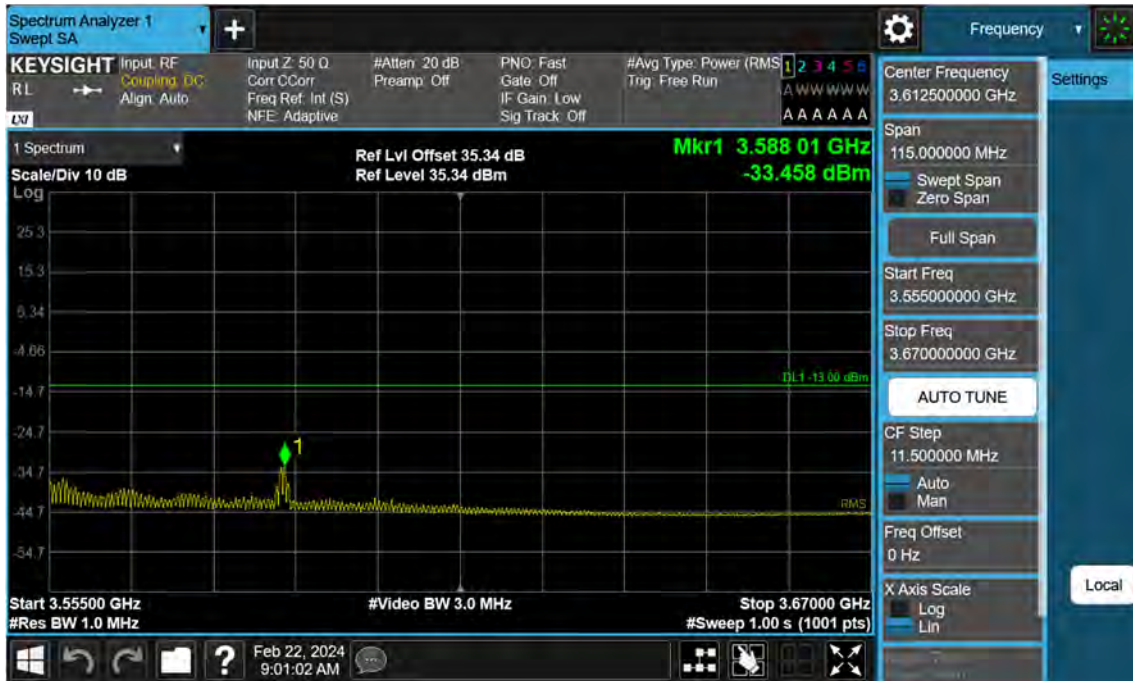 Spectrum Analyzer 1
Swept SA
+
Frequency
KEYSIGHT
RL
LXI
Input: RF
Coupling: DC
Align: Auto
Input Z: 50 Ω
Corr CCorr
Freq Ref: Int (S)
NFE: Adaptive
#Atten: 20 dB
Preamp: Off
PNO: Fast
Gate: Off
IF Gain: Low
Sig Track: Off
#Avg Type: Power (RMS
Trig: Free Run
1 2 3 4 5 6
A W W W W W
A A A A A A
1 Spectrum
Scale/Div 10 dB
Ref Lvl Offset 35.34 dB
Ref Level 35.34 dBm
Mkr1 3.588 01 GHz
-33.458 dBm
Log
25.3
15.3
5.34
-4.66
DL1 -13.00 dBm
-14.7
-24.7
1
-34.7
-44.7
RMS
-54.7
Start 3.55500 GHz
#Video BW 3.0 MHz
Stop 3.67000 GHz
#Res BW 1.0 MHz
#Sweep 1.00 s (1001 pts)
?
Feb 22, 2024
9:01:02 AM
Center Frequency
3.612500000 GHz
Settings
Span
115.000000 MHz
Swept Span
Zero Span
Full Span
Start Freq
3.555000000 GHz
Stop Freq
3.670000000 GHz
AUTO TUNE
CF Step
11.500000 MHz
Auto
Man
Freq Offset
0 Hz
X Axis Scale
Log
Lin
Local